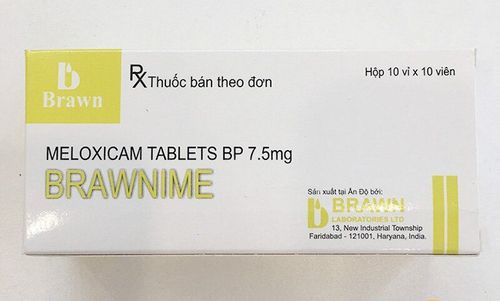 Brawn
Rx Thuốc bán theo đơn
Hộp 10 vỉ x 10 viên
MELOXICAM TABLETS BP 7.5mg
BRAWNIME
Sản xuất tại Ấn Độ bởi:
BRAWN
LABORATORIES LTD
13, New Industrial Township
Faridabad - 121001, Haryana, India.